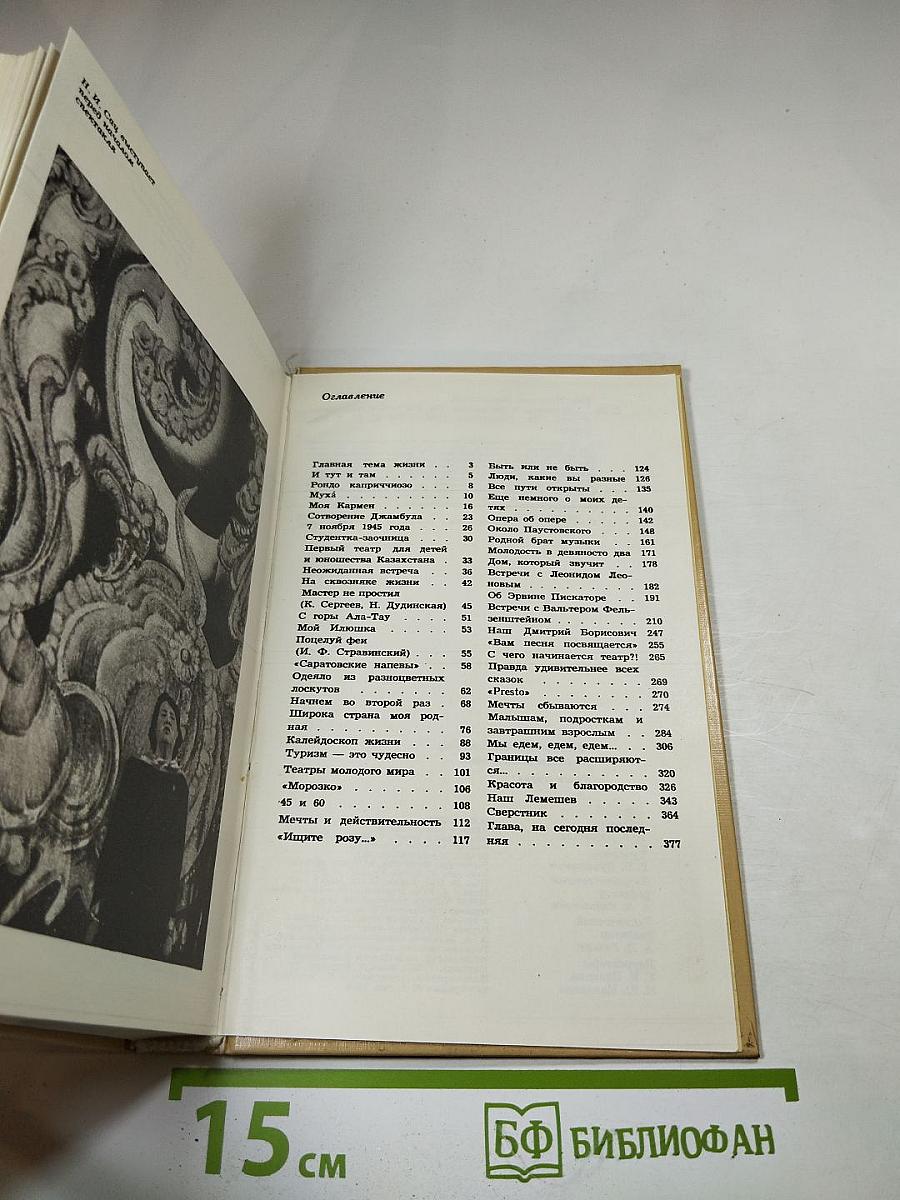 Н. И. Сац выступает
перед началом
спектакля
Оглавление
Главная тема жизни . . 3
И тут и там . . . . . . 5
Рондо каприччиозо . . 8
Муха́ . . . . . . . . . 10
Моя Кармен . . . . . 16
Сотворение Джамбула . . 23
7 ноября 1945 года . . 26
Студентка-заочница . . . 30
Первый театр для детей
и юношества Казахстана . 33
Неожиданная встреча . . 36
На сквозняке жизни . . 42
Мастер не простил
(К. Сергеев, Н. Дудинская) 45
С горы Ала-Тау . . . . 51
Мой Илюшка . . . . . 53
Поцелуй феи
(И. Ф. Стравинский) . . . 55
«Саратовские напевы» . . 58
Одеяло из разноцветных
лоскутов . . . . . . . 62
Начнем во второй раз . 68
Широка страна моя род-
ная . . . . . . . . . . 76
Калейдоскоп жизни . . . 88
Туризм — это чудесно . . 93
Театры молодого мира . . 101
«Морозко» . . . . . . . 106
45 и 60 . . . . . . . . 108
Мечты и действительность 112
«Ищите розу...» . . . . 117
Быть или не быть . . . 124
Люди, какие вы разные 126
Все пути открыты . . . 135
Еще немного о моих де-
тях . . . . . . . . . . 140
Опера об опере . . . . . 142
Около Паустовского . . . 148
Родной брат музыки . . 161
Молодость в девяносто два 171
Дом, который звучит . . 178
Встречи с Леонидом Лео-
новым . . . . . . . . . 182
Об Эрвине Пискаторе . . 191
Встречи с Вальтером Фель-
зенштейном . . . . . . . 210
Наш Дмитрий Борисович 247
«Вам песня посвящается» 255
С чего начинается театр?! 265
Правда удивительнее всех
сказок . . . . . . . . . 269
«Presto» . . . . . . . . 270
Мечты сбываются . . . 274
Малышам, подросткам и
завтрашним взрослым . . 284
Мы едем, едем, едем... . . 306
Границы все расширяют-
ся... . . . . . . . . . . 320
Красота и благородство 326
Наш Лемешев . . . . . 343
Сверстник . . . . . . . 364
Глава, на сегодня послед-
няя . . . . . . . . . . 377
15 см
БФ БИБЛИОФАН